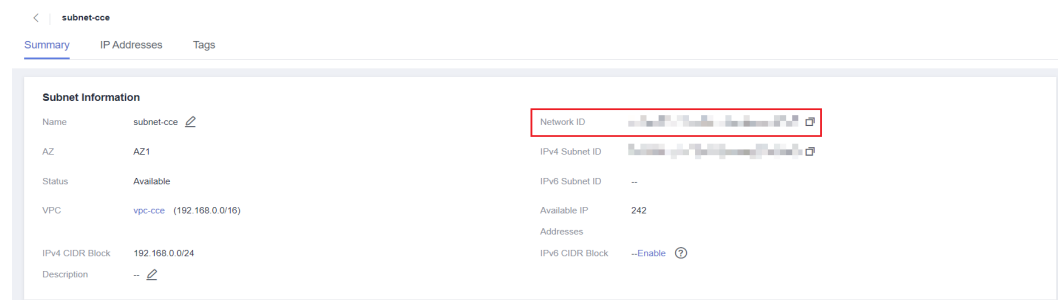 subnet-cce
Summary IP Addresses Tags
Subnet Information
Name subnet-cce Network ID
AZ AZ1 IPv4 Subnet ID
Status Available IPv6 Subnet ID --
VPC vpc-cce (192.168.0.0/16) Available IP 242
Addresses
IPv4 CIDR Block 192.168.0.0/24 IPv6 CIDR Block --Enable
Description --